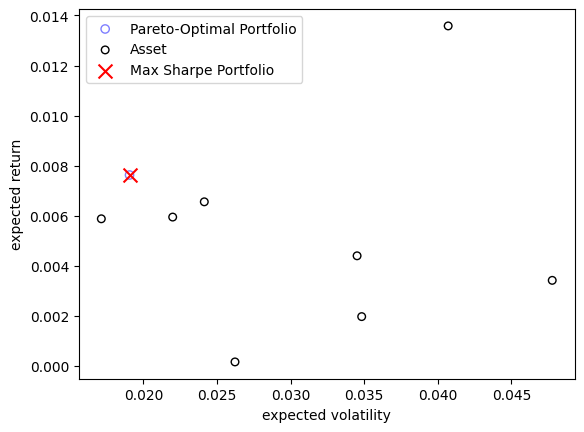 Pareto-Optimal Portfolio
Asset
Max Sharpe Portfolio
expected return
0.014
0.012
0.010
0.008
0.006
0.004
0.002
0.000
0.020 0.025 0.030 0.035 0.040 0.045
expected volatility